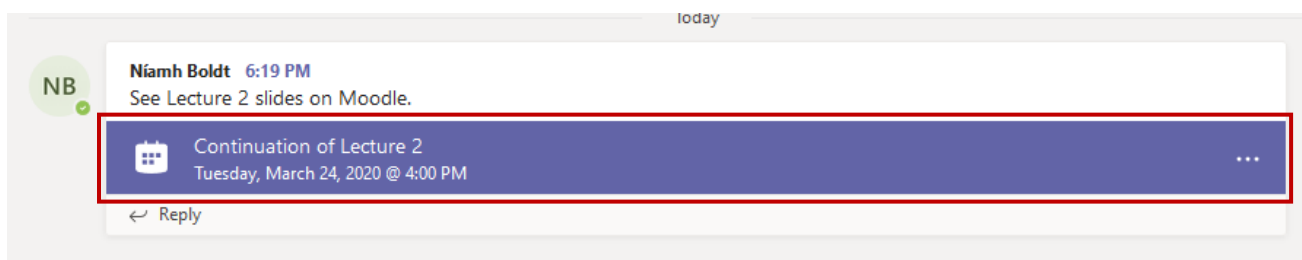 Today
NB
Níamh Boldt 6:19 PM
See Lecture 2 slides on Moodle.
Continuation of Lecture 2
Tuesday, March 24, 2020 @ 4:00 PM
Reply